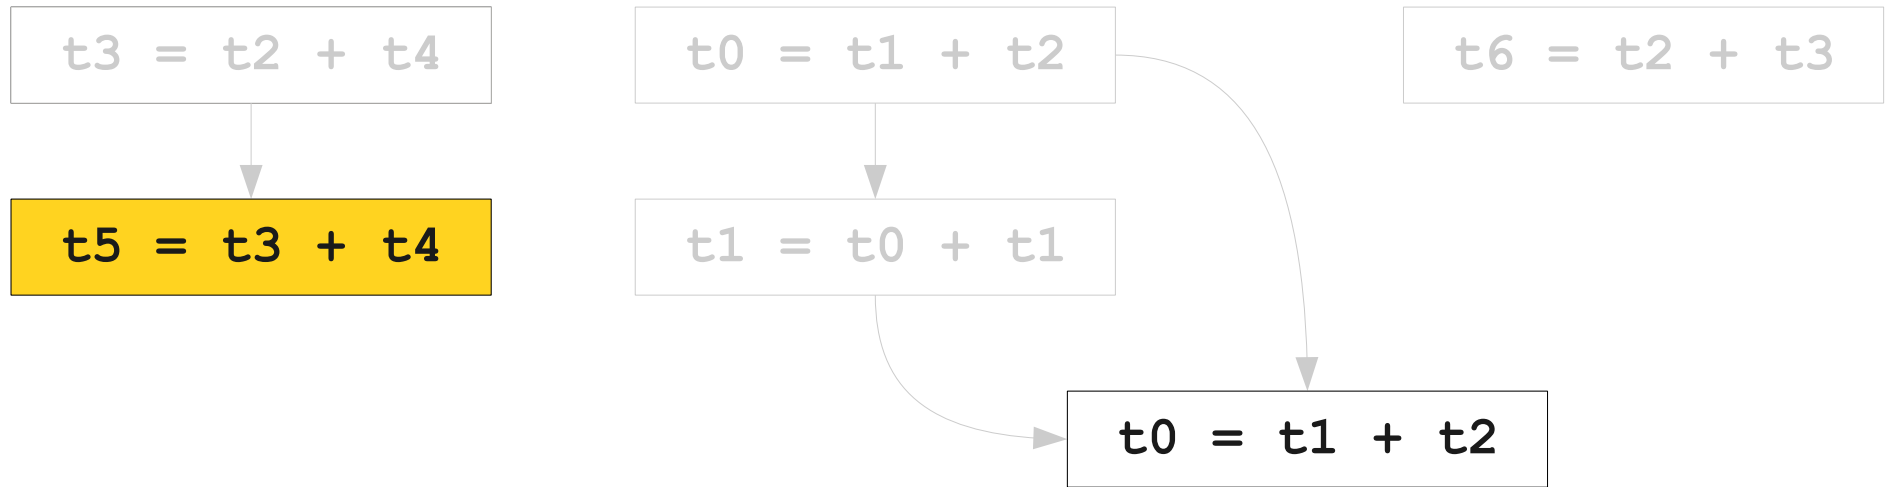 t3 = t2 + t4
t0 = t1 + t2
t6 = t2 + t3
t5 = t3 + t4
t1 = t0 + t1
t0 = t1 + t2